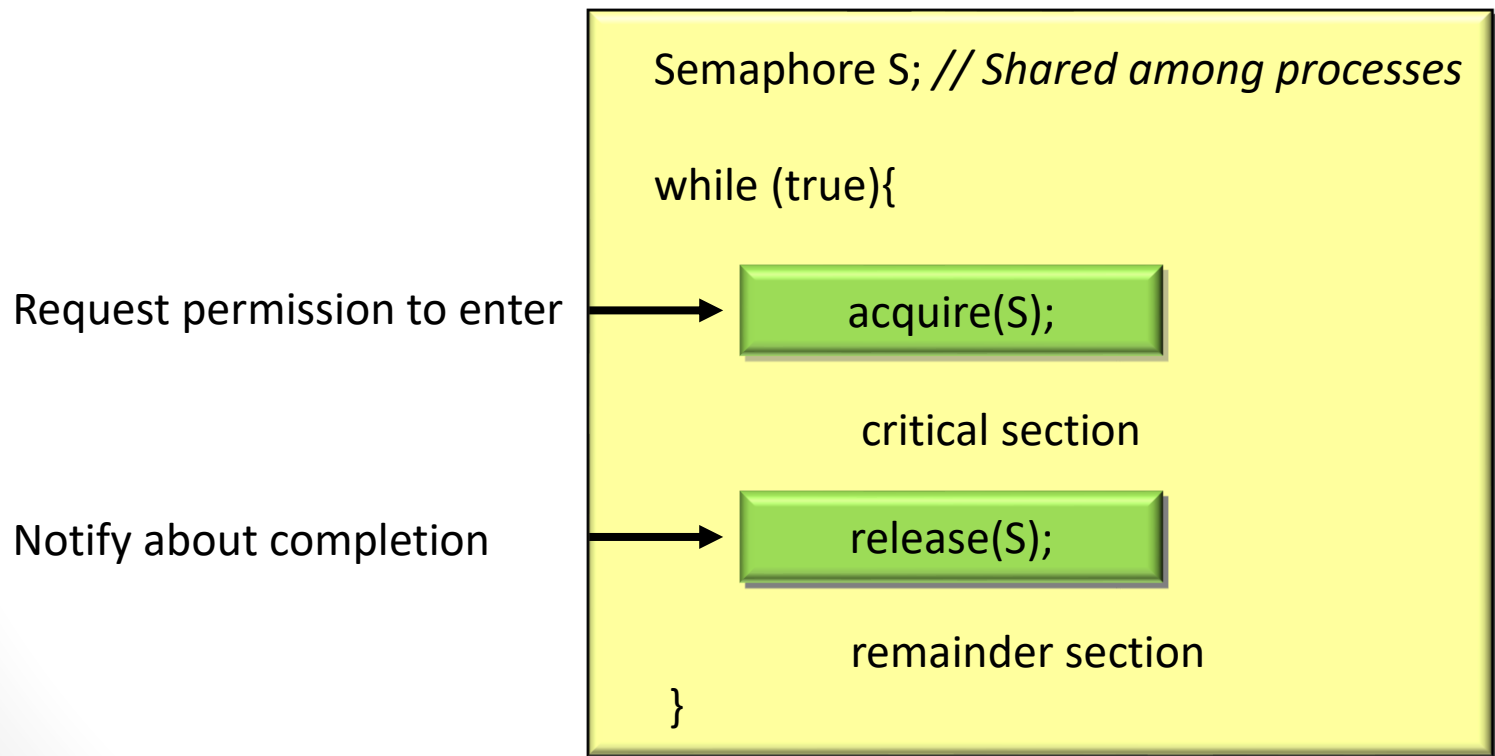 Semaphore S; // Shared among processes
while (true){
Request permission to enter
acquire(S);
critical section
Notify about completion
release(S);
remainder section
}